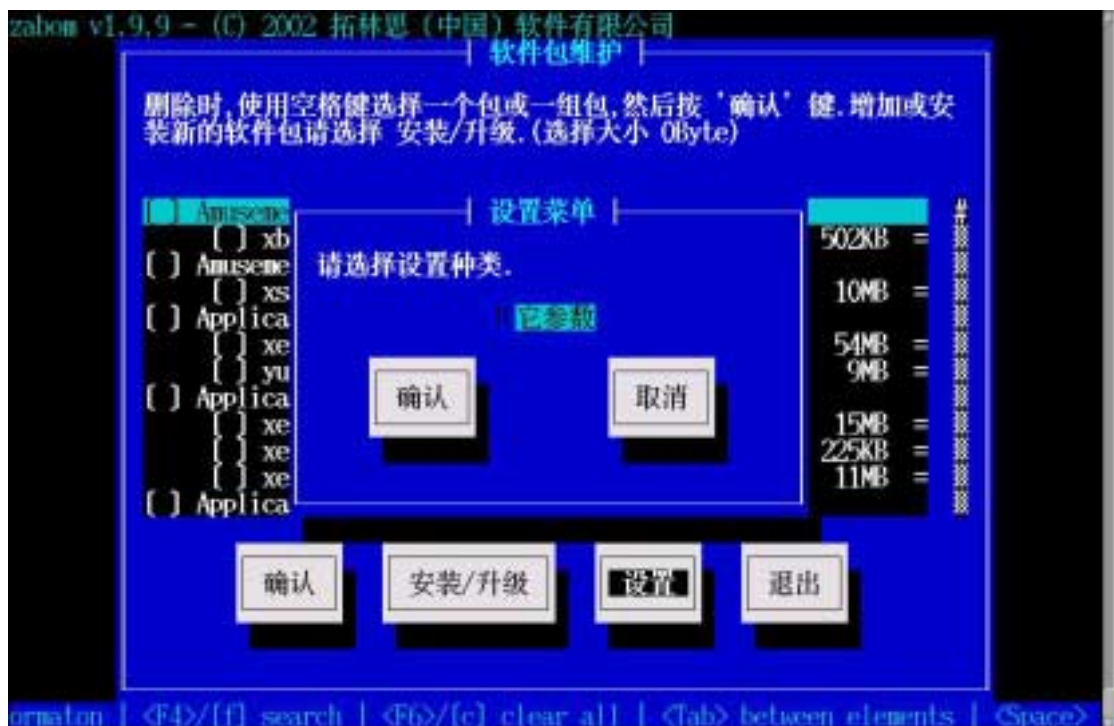 zabom v1.9.9 - (C) 2002 拓林思(中国)软件有限公司
软件包维护
删除时,使用空格键选择一个包或一组包,然后按 '确认' 键.增加或安
装新的软件包请选择 安装/升级.(选择大小 0Byte)
[ ] Amuseme
[ ] xb 502KB =
[ ] Amuseme
[ ] xs 10MB =
[ ] Applica
[ ] xe 54MB =
[ ] yu 9MB =
[ ] Applica
[ ] xe 15MB =
[ ] xe 225KB =
[ ] xe 11MB =
[ ] Applica
设置菜单
请选择设置种类.
其它参数
确认 取消
确认 安装/升级 设置 退出
ormaton | <F4>/[f] search | <F6>/[c] clear all | <Tab> between elements | <Space>